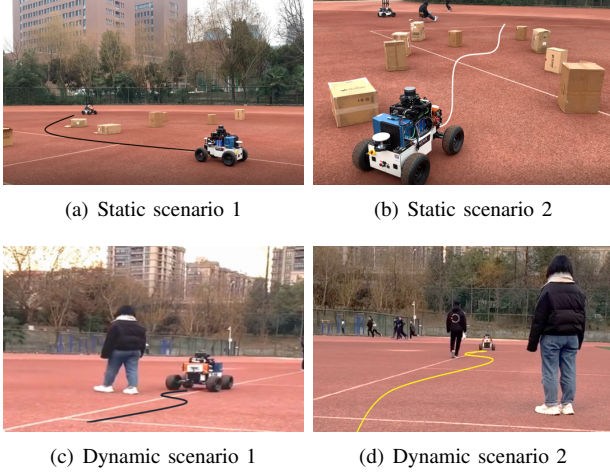 (a) Static scenario 1
(b) Static scenario 2
(c) Dynamic scenario 1
(d) Dynamic scenario 2